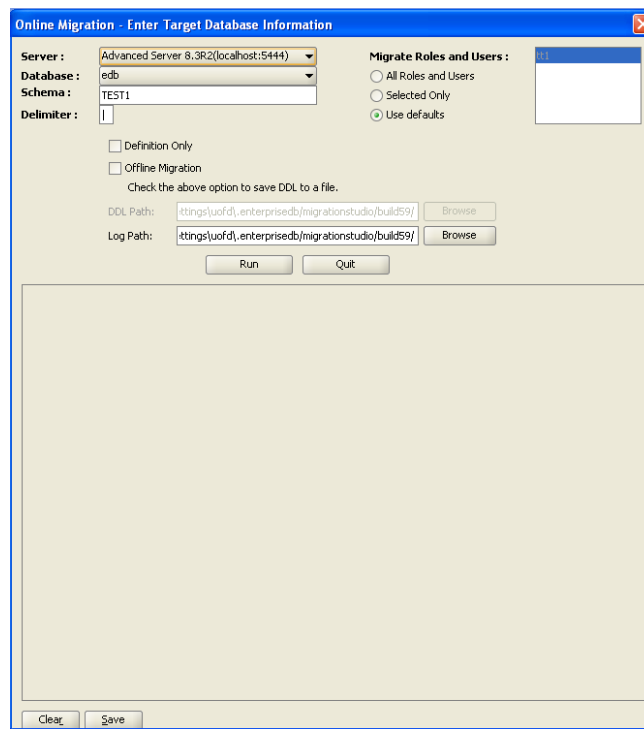 Online Migration - Enter Target Database Information
Server : Advanced Server 8.3R2(localhost:5444)
Database : edb
Schema : TEST1
Delimiter : |
Migrate Roles and Users :
All Roles and Users
Selected Only
Use defaults
tt1
Definition Only
Offline Migration
Check the above option to save DDL to a file.
DDL Path: ttings\uofd\.enterprisedb/migrationstudio/build59/ Browse
Log Path: ttings\uofd\.enterprisedb/migrationstudio/build59/ Browse
Run Quit
Clear Save